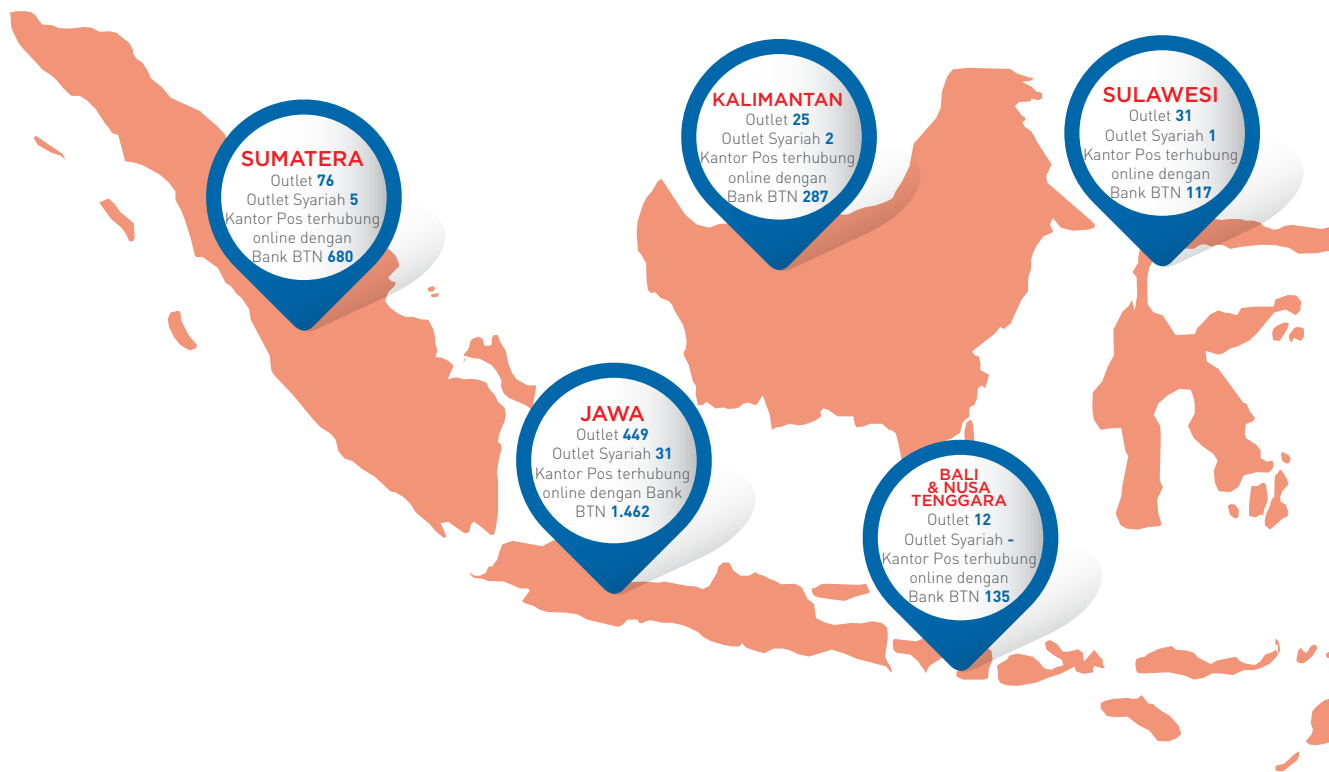 SUMATERA
Outlet 76
Outlet Syariah 5
Kantor Pos terhubung
online dengan
Bank BTN 680
KALIMANTAN
Outlet 25
Outlet Syariah 2
Kantor Pos terhubung
online dengan
Bank BTN 287
SULAWESI
Outlet 31
Outlet Syariah 1
Kantor Pos terhubung
online dengan
Bank BTN 117
JAWA
Outlet 449
Outlet Syariah 31
Kantor Pos terhubung
online dengan Bank
BTN 1.462
BALI
& NUSA
TENGGARA
Outlet 12
Outlet Syariah -
Kantor Pos terhubung
online dengan
Bank BTN 135